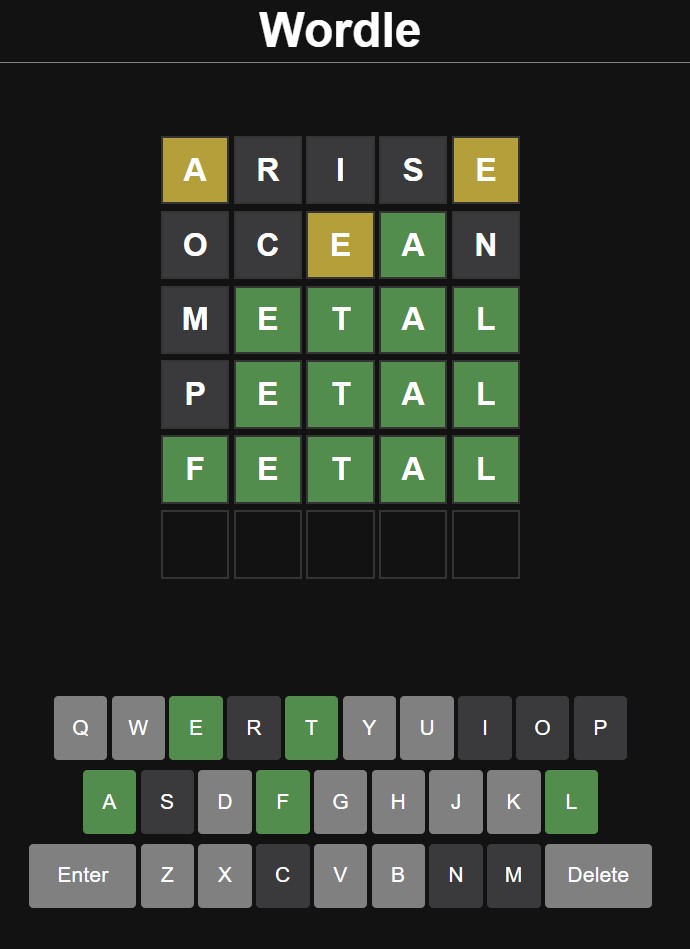 Wordle
A R I S E
O C E A N
M E T A L
P E T A L
F E T A L
Q W E R T Y U I O P
A S D F G H J K L
Enter Z X C V B N M Delete